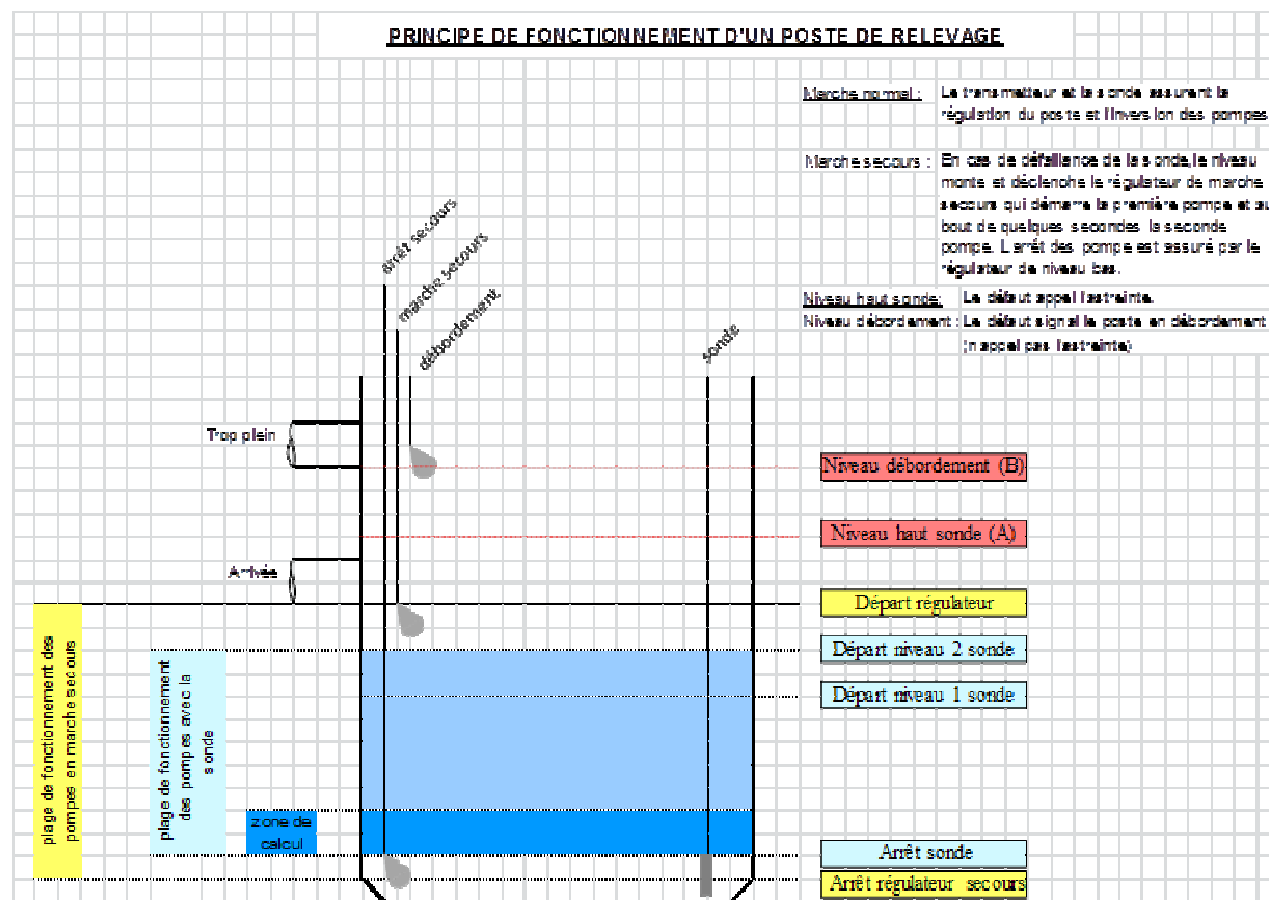 PRINCIPE DE FONCTIONNEMENT D'UN POSTE DE RELEVAGE
Marche normal : Le transmetteur et la sonde assurent la
régulation du poste et l'inversion des pompes
Marche secours : En cas de défaillance de la sonde, le niveau
monte et déclenche le régulateur de marche
secours qui démarre la première pompe et au
bout de quelques secondes la seconde
pompe. L'arrêt des pompe est assuré par le
régulateur de niveau bas.
Niveau haut sonde: Le défaut appel l'astreinte.
Niveau débordement : Le défaut signal le poste en débordement
(n'appel pas l'astreinte)
arrêt secours
marche secours
débordement
sonde
Trop plein
Niveau débordement (B)
Niveau haut sonde (A)
Arrivée
Départ régulateur
Départ niveau 2 sonde
Départ niveau 1 sonde
plage de fonctionnement des
pompes en marche secours
plage de fonctionnement
des pompes avec la
sonde
zone de
calcul
Arrêt sonde
Arrêt régulateur secours